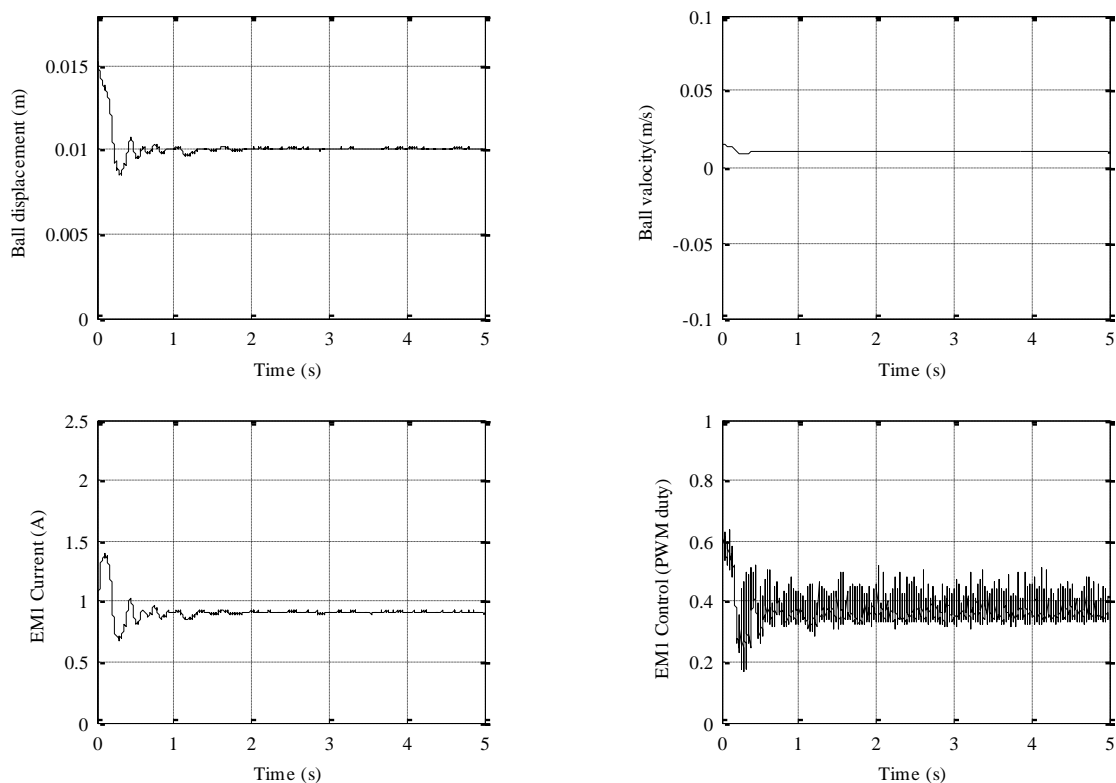 0.015
0.01
0.005
0
Ball displacement (m)
0 1 2 3 4 5
Time (s)
0.1
0.05
0
-0.05
-0.1
Ball valocity(m/s)
0 1 2 3 4 5
Time (s)
2.5
2
1.5
1
0.5
0
EM1 Current (A)
0 1 2 3 4 5
Time (s)
1
0.8
0.6
0.4
0.2
0
EM1 Control (PWM duty)
0 1 2 3 4 5
Time (s)